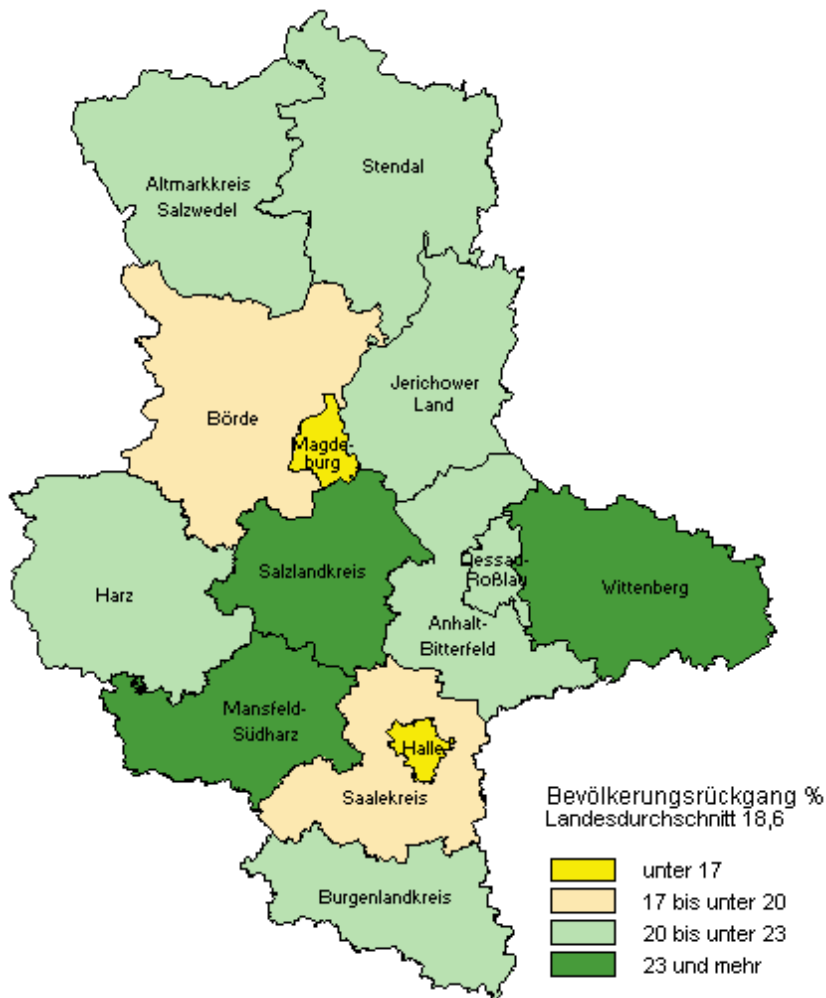 Stendal
Altmarkkreis
Salzwedel
Jerichower
Land
Börde
Magde-
burg
Salzlandkreis
Dessau-
Roßlau
Wittenberg
Harz
Anhalt-
Bitterfeld
Mansfeld-
Südharz
Halle
Saalekreis
Burgenlandkreis
Bevölkerungsrückgang %
Landesdurchschnitt 18,6
unter 17
17 bis unter 20
20 bis unter 23
23 und mehr